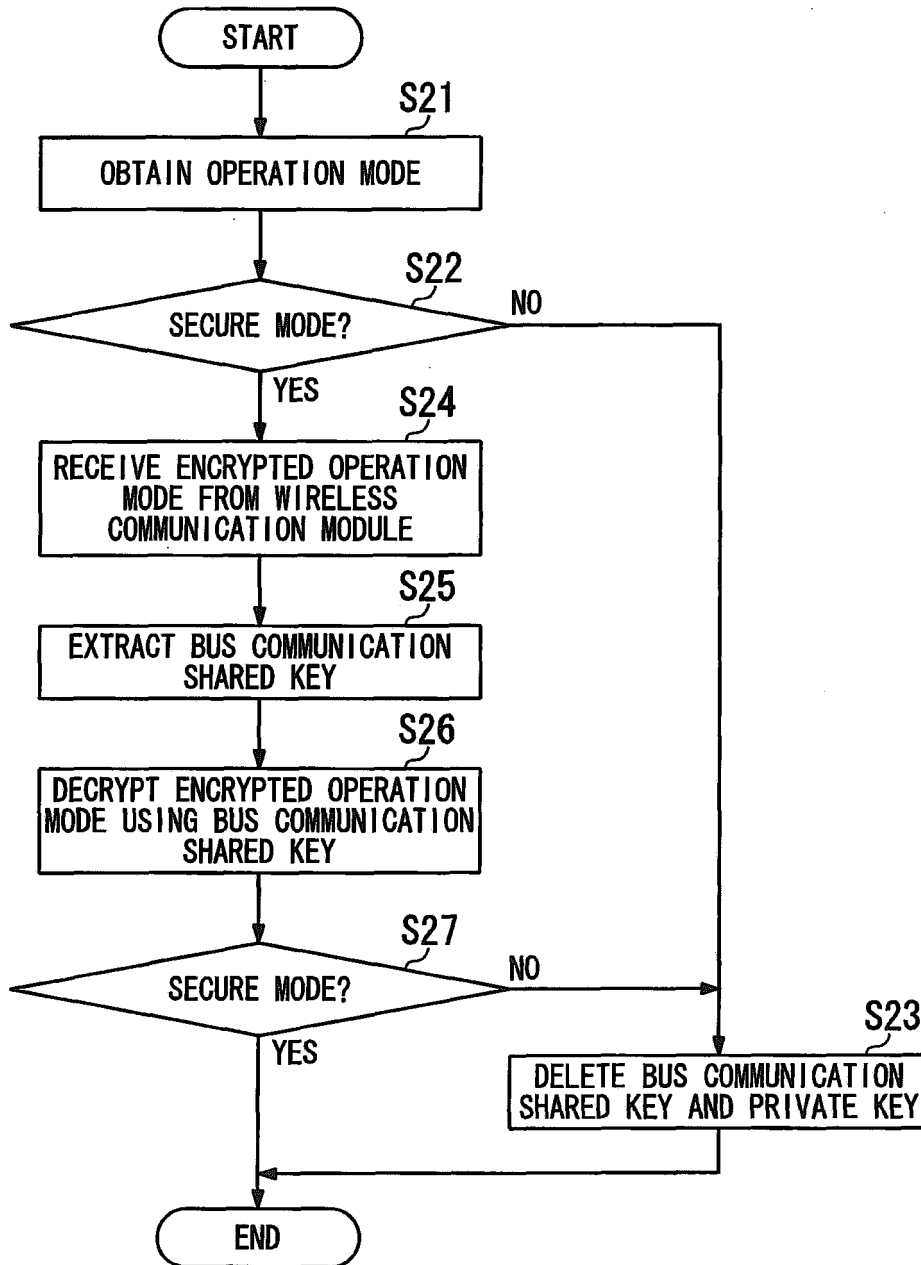 START
S21
OBTAIN OPERATION MODE
S22
SECURE MODE?
NO
YES
S24
RECEIVE ENCRYPTED OPERATION
MODE FROM WIRELESS
COMMUNICATION MODULE
S25
EXTRACT BUS COMMUNICATION
SHARED KEY
S26
DECRYPT ENCRYPTED OPERATION
MODE USING BUS COMMUNICATION
SHARED KEY
S27
SECURE MODE?
NO
YES
S23
DELETE BUS COMMUNICATION
SHARED KEY AND PRIVATE KEY
END